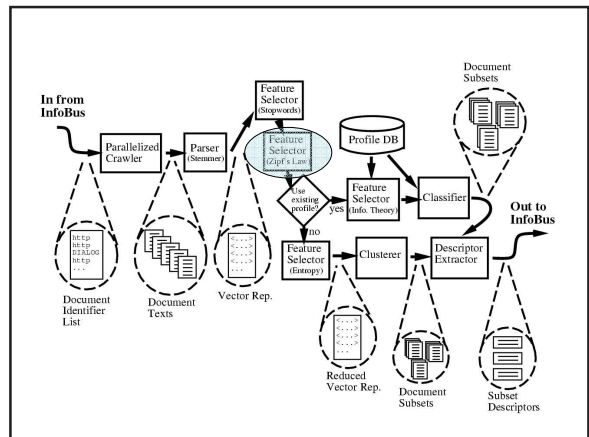 Document
Subsets
In from
InfoBus
Feature
Selector
(Stopwords)
Parallelized
Crawler
Parser
(Stemmer)
Feature
Selector
(Zipf's Law)
Profile DB
Use
existing
profile?
yes
Feature
Selector
(Info. Theory)
Classifier
Out to
InfoBus
no
Feature
Selector
(Entropy)
Clusterer
Descriptor
Extractor
http
http
DIALOG
http
...
<...>
<...>
<...>
<...>
...
Document
Identifier
List
Document
Texts
Vector Rep.
<...>
<...>
<...>
<...>
...
Reduced
Vector Rep.
Document
Subsets
Subset
Descriptors